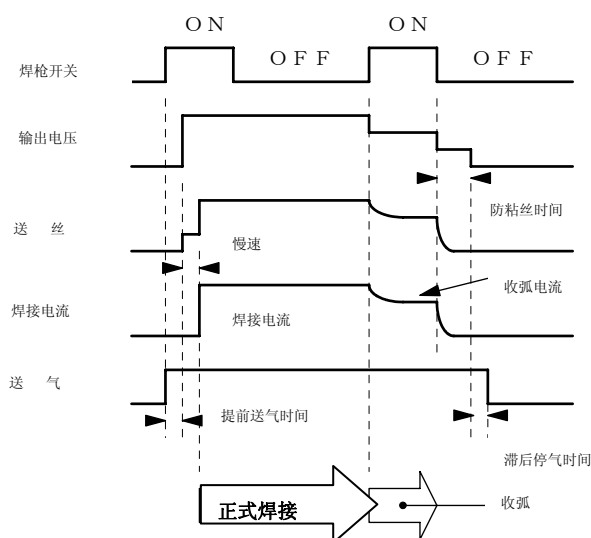 ON ON
焊枪开关 OFF OFF
输出电压
防粘丝时间
送 丝 慢速
收弧电流
焊接电流 焊接电流
送 气
提前送气时间
滞后停气时间
正式焊接 收弧